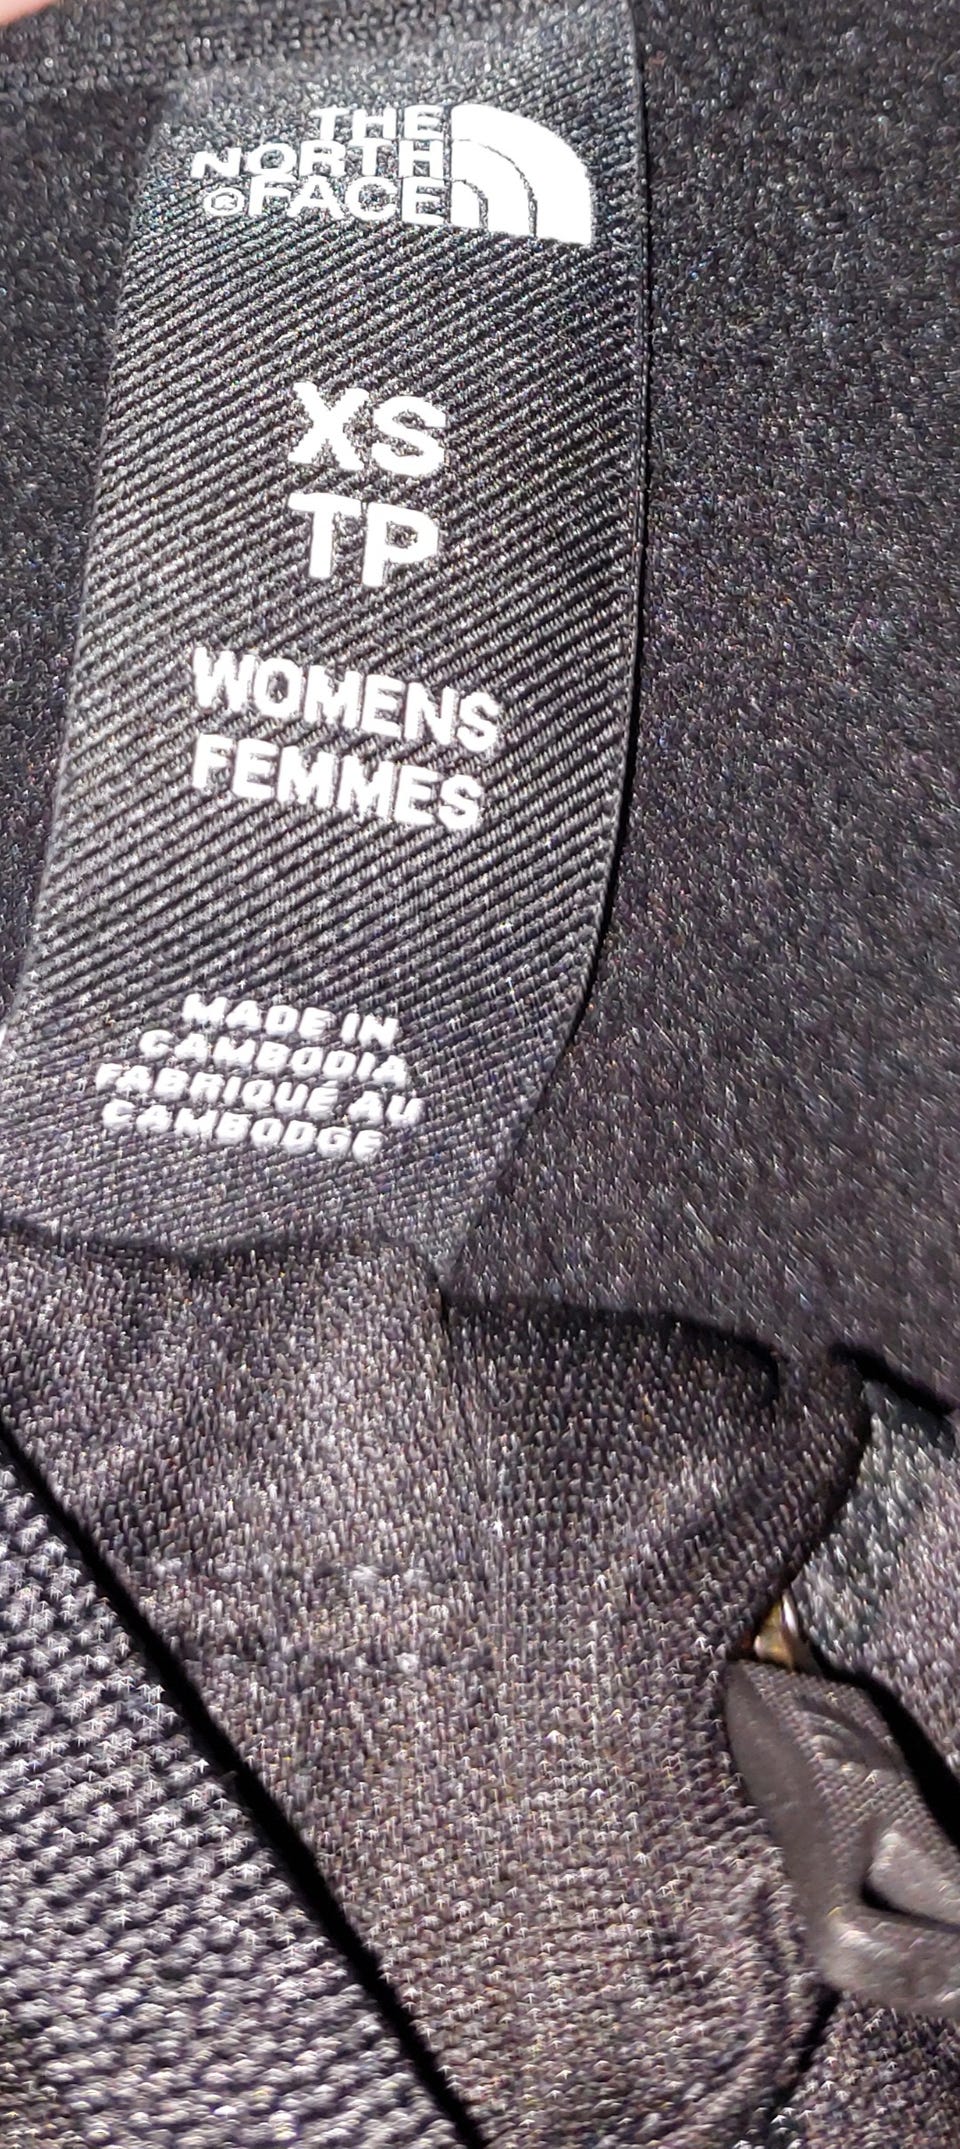 THE
NORTH
©FACE
XS
TP
WOMENS
FEMMES
MADE IN
CAMBODIA
FABRIQUÉ AU
CAMBODGE